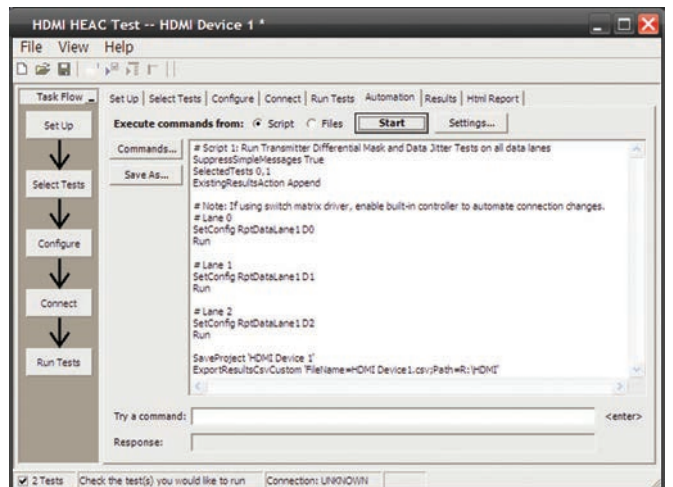 HDMI HEAC Test -- HDMI Device 1 *
File View Help
Task Flow
Set Up
Select Tests
Configure
Connect
Run Tests
Set Up Select Tests Configure Connect Run Tests Automation Results Html Report
Execute commands from: Script Files Start Settings...
Commands...
Save As...
# Script 1: Run Transmitter Differential Mask and Data Jitter Tests on all data lanes
SuppressSimpleMessages True
SelectedTests 0,1
ExistingResultsAction Append
# Note: If using switch matrix driver, enable built-in controller to automate connection changes.
# Lane 0
SetConfig RptDataLane1 D0
Run
# Lane 1
SetConfig RptDataLane1 D1
Run
# Lane 2
SetConfig RptDataLane1 D2
Run
SaveProject 'HDMI Device 1'
ExportResultsCsvCustom 'FileName=HDMI Device1.csv;Path=R:\HDMI'
Try a command: <enter>
Response:
2 Tests Check the test(s) you would like to run Connection: UNKNOWN